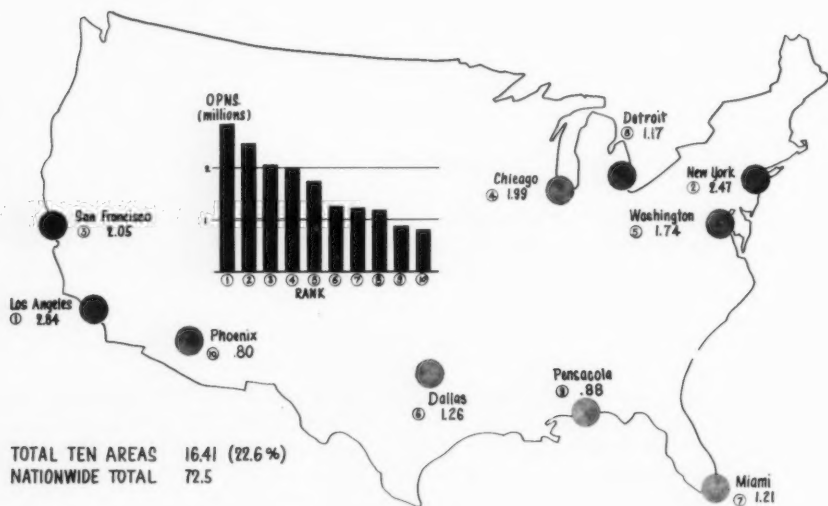 OPNS.
(millions)
2
1
① ② ③ ④ ⑤ ⑥ ⑦ ⑧ ⑨ ⑩
RANK
Detroit
⑧ 1.17
Chicago
④ 1.99
New York
② 2.47
Washington
⑤ 1.74
San Francisco
③ 2.05
Los Angeles
① 2.84
Phoenix
⑩ .80
Dallas
⑥ 1.26
Pensacola
⑨ .88
Miami
⑦ 1.21
TOTAL TEN AREAS 16.41 (22.6%)
NATIONWIDE TOTAL 72.5